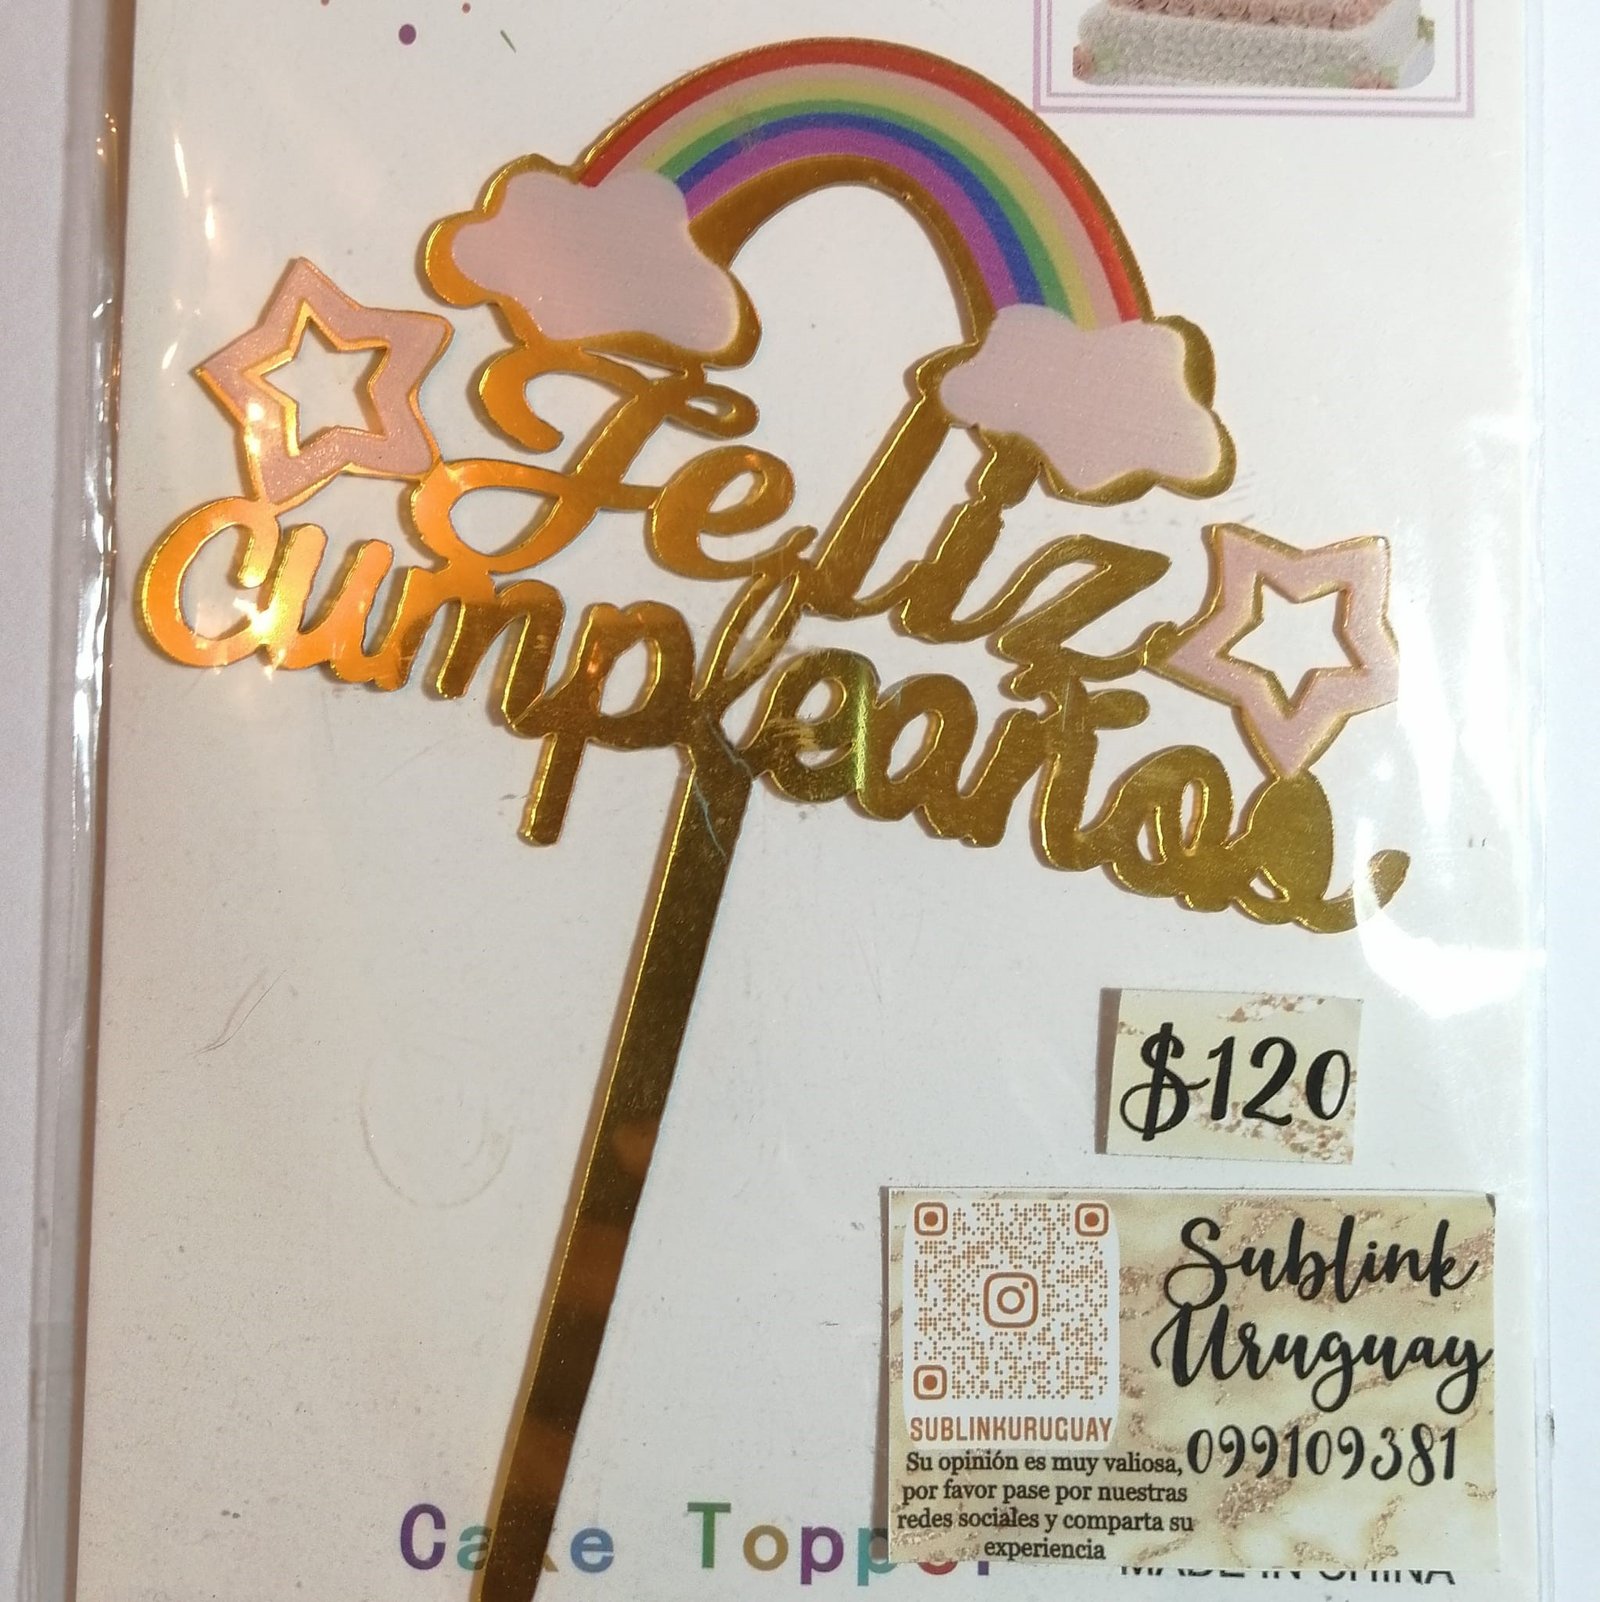 Feliz
cumpleaños
$120
Sublink
Uruguay
099109381
SUBLINKURUGUAY
Su opinión es muy valiosa,
por favor pase por nuestras
redes sociales y comparta su
experiencia
Cake Topper
MADE IN CHINA